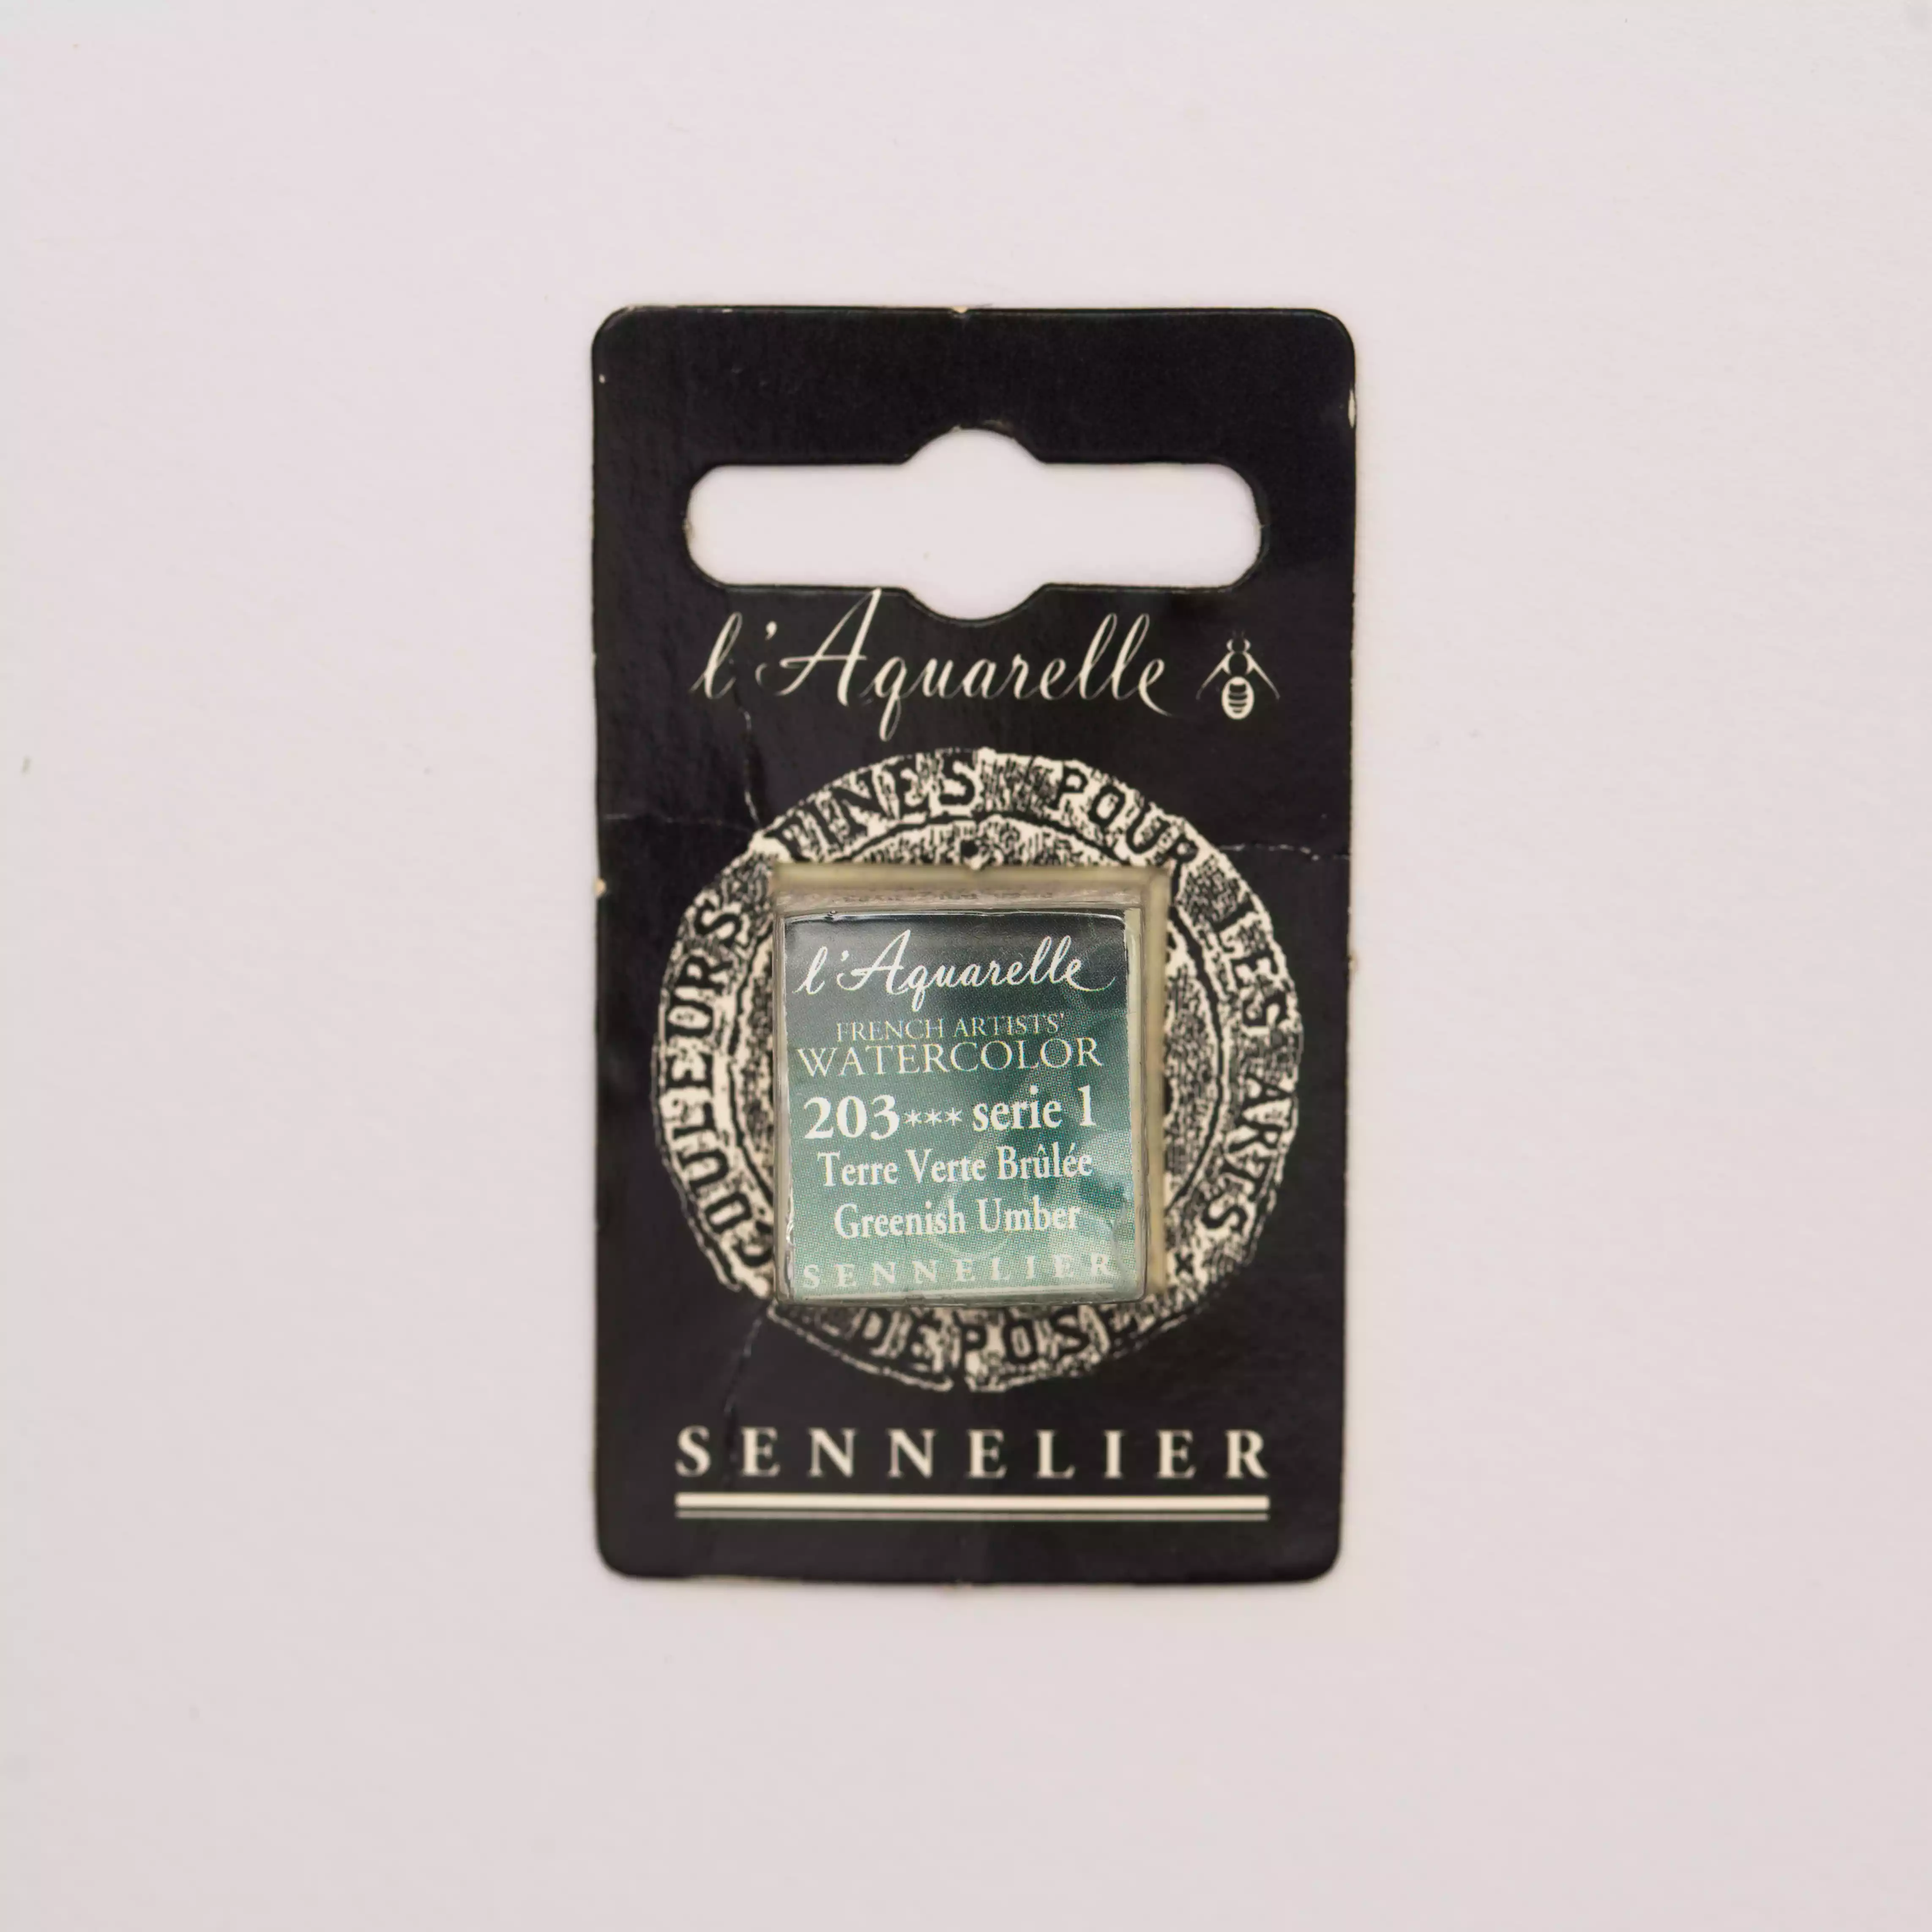 l'Aquarelle
COULEURS FINES POUR LES ARTS
l'Aquarelle
FRENCH ARTISTS'
WATERCOLOR
203*** serie 1
Terre Verte Brûlée
Greenish Umber
SENNELIER
DÉPOSÉ
SENNELIER